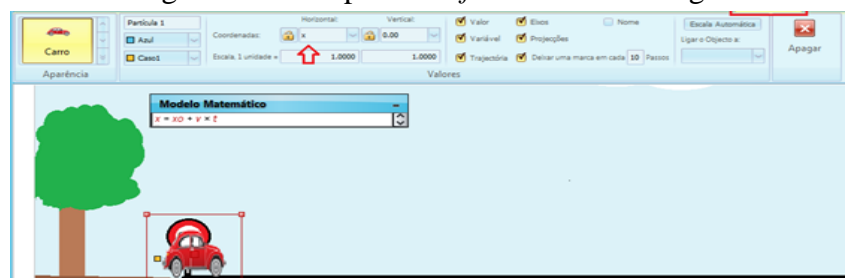 Partícula 1 Horizontal: Vertical: Valor Eixos Nome Escala Automática
Azul Coordenadas: x 0.00 Variável Projecções Ligar o Objecto a:
Carro Caso1 Escala. 1 unidade = 1.0000 1.0000 Trajectória Deixar uma marca em cada 10 Passos Apagar
Aparência Valores
Modelo Matemático
x = xo + v × t